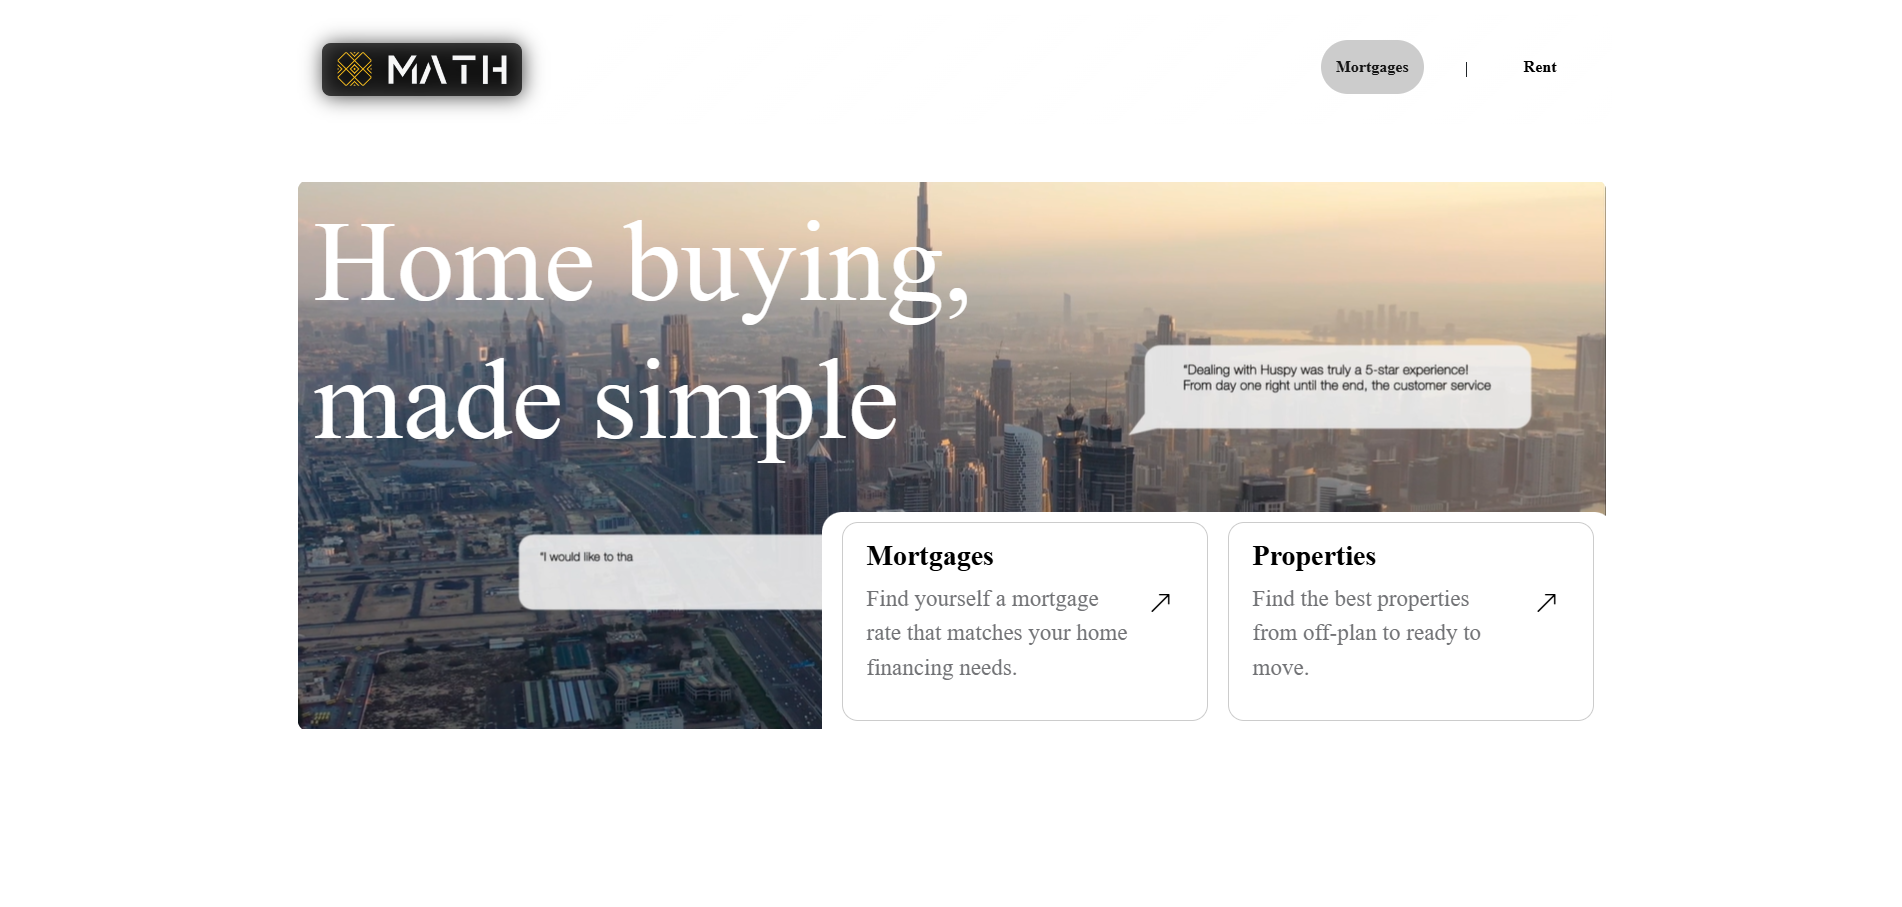 MATH
Mortgages | Rent
Home buying,
made simple
"Dealing with Huspy was truly a 5-star experience!
From day one right until the end, the customer service
"I would like to tha
Mortgages
Find yourself a mortgage
rate that matches your home
financing needs.
Properties
Find the best properties
from off-plan to ready to
move.